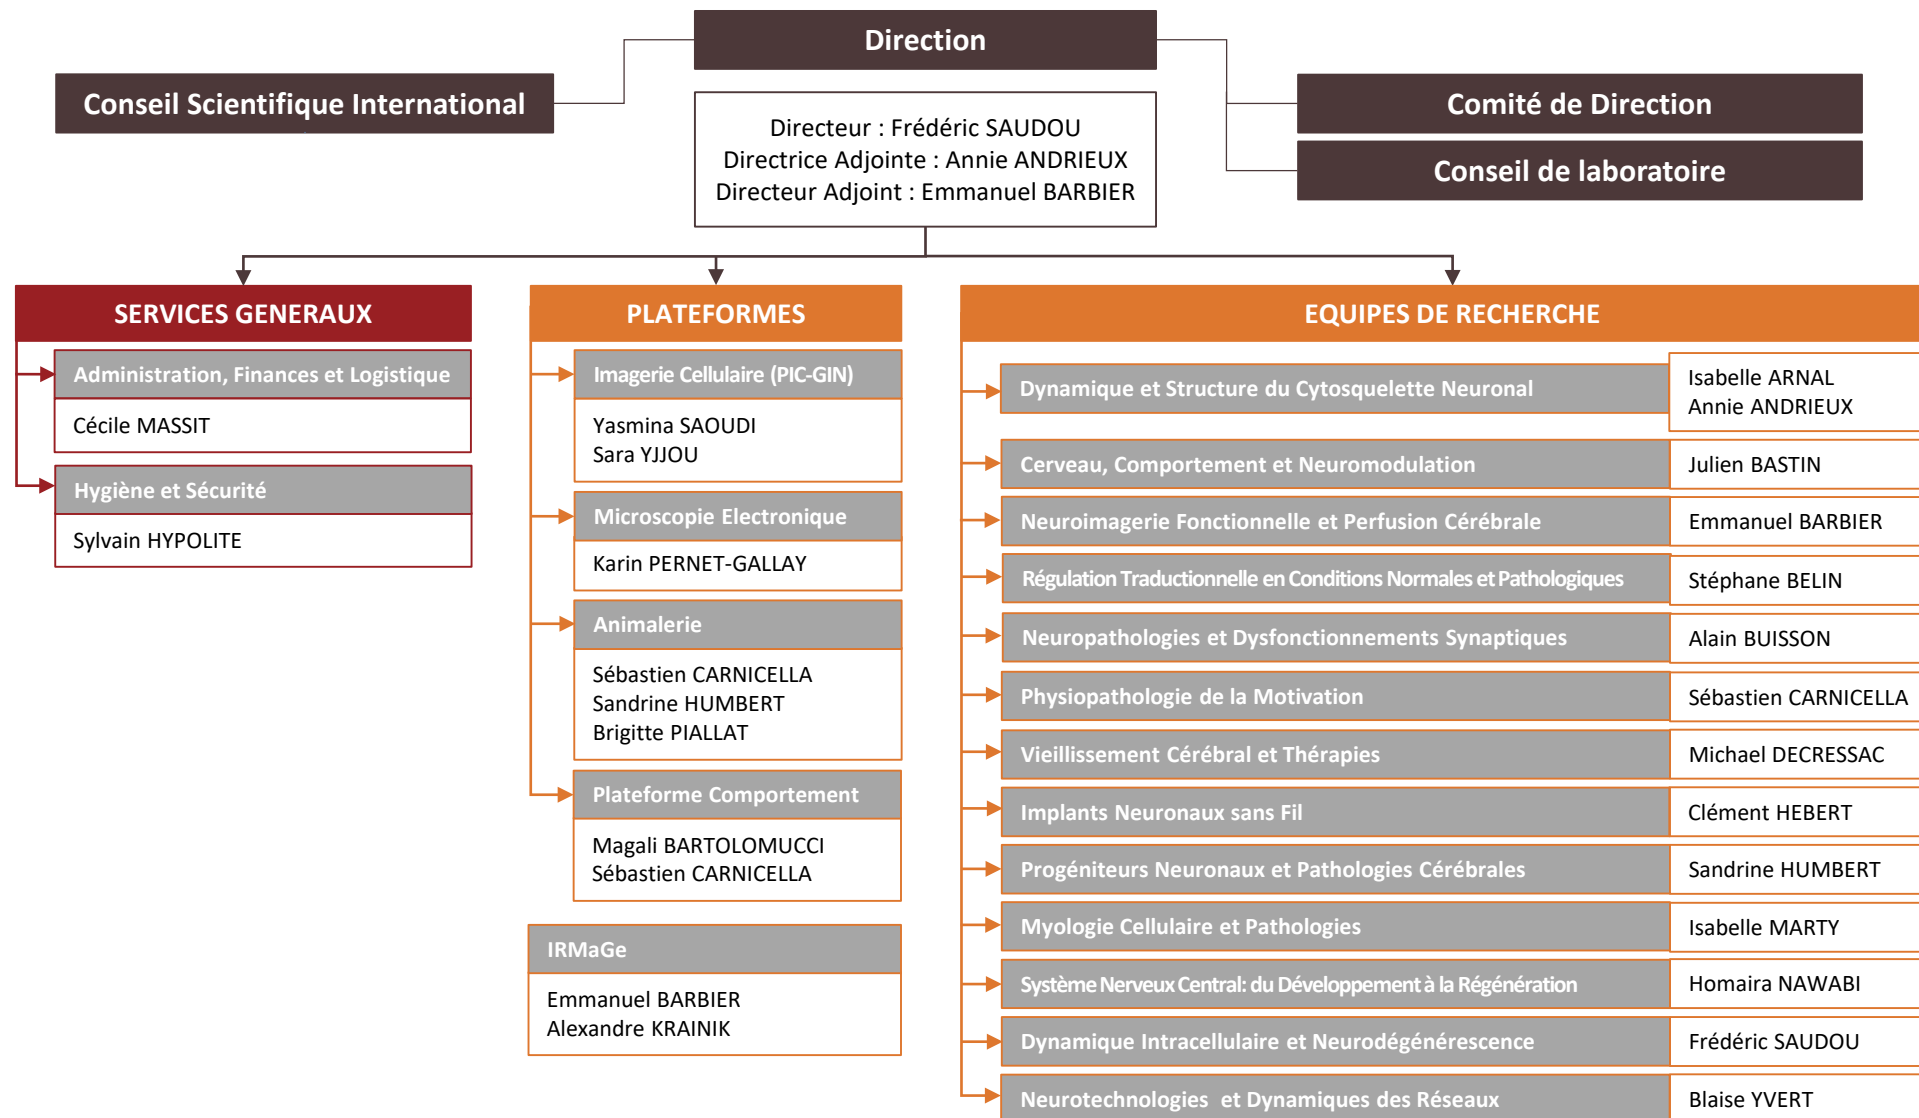 Direction
Conseil Scientifique International
Comité de Direction
Conseil de laboratoire
Directeur : Frédéric SAUDOU
Directrice Adjointe : Annie ANDRIEUX
Directeur Adjoint : Emmanuel BARBIER
SERVICES GENERAUX
Administration, Finances et Logistique
Cécile MASSIT
Hygiène et Sécurité
Sylvain HYPOLITE
PLATEFORMES
Imagerie Cellulaire (PIC-GIN)
Yasmina SAOUDI
Sara YJJOU
Microscopie Electronique
Karin PERNET-GALLAY
Animalerie
Sébastien CARNICELLA
Sandrine HUMBERT
Brigitte PIALLAT
Plateforme Comportement
Magali BARTOLOMUCCI
Sébastien CARNICELLA
IRMaGe
Emmanuel BARBIER
Alexandre KRAINIK
EQUIPES DE RECHERCHE
Dynamique et Structure du Cytosquelette Neuronal
Isabelle ARNAL
Annie ANDRIEUX
Cerveau, Comportement et Neuromodulation
Julien BASTIN
Neuroimagerie Fonctionnelle et Perfusion Cérébrale
Emmanuel BARBIER
Régulation Traductionnelle en Conditions Normales et Pathologiques
Stéphane BELIN
Neuropathologies et Dysfonctionnements Synaptiques
Alain BUISSON
Physiopathologie de la Motivation
Sébastien CARNICELLA
Vieillissement Cérébral et Thérapies
Michael DECRESSAC
Implants Neuronaux sans Fil
Clément HEBERT
Progéniteurs Neuronaux et Pathologies Cérébrales
Sandrine HUMBERT
Myologie Cellulaire et Pathologies
Isabelle MARTY
Système Nerveux Central: du Développement à la Régénération
Homaira NAWABI
Dynamique Intracellulaire et Neurodégénérescence
Frédéric SAUDOU
Neurotechnologies et Dynamiques des Réseaux
Blaise YVERT